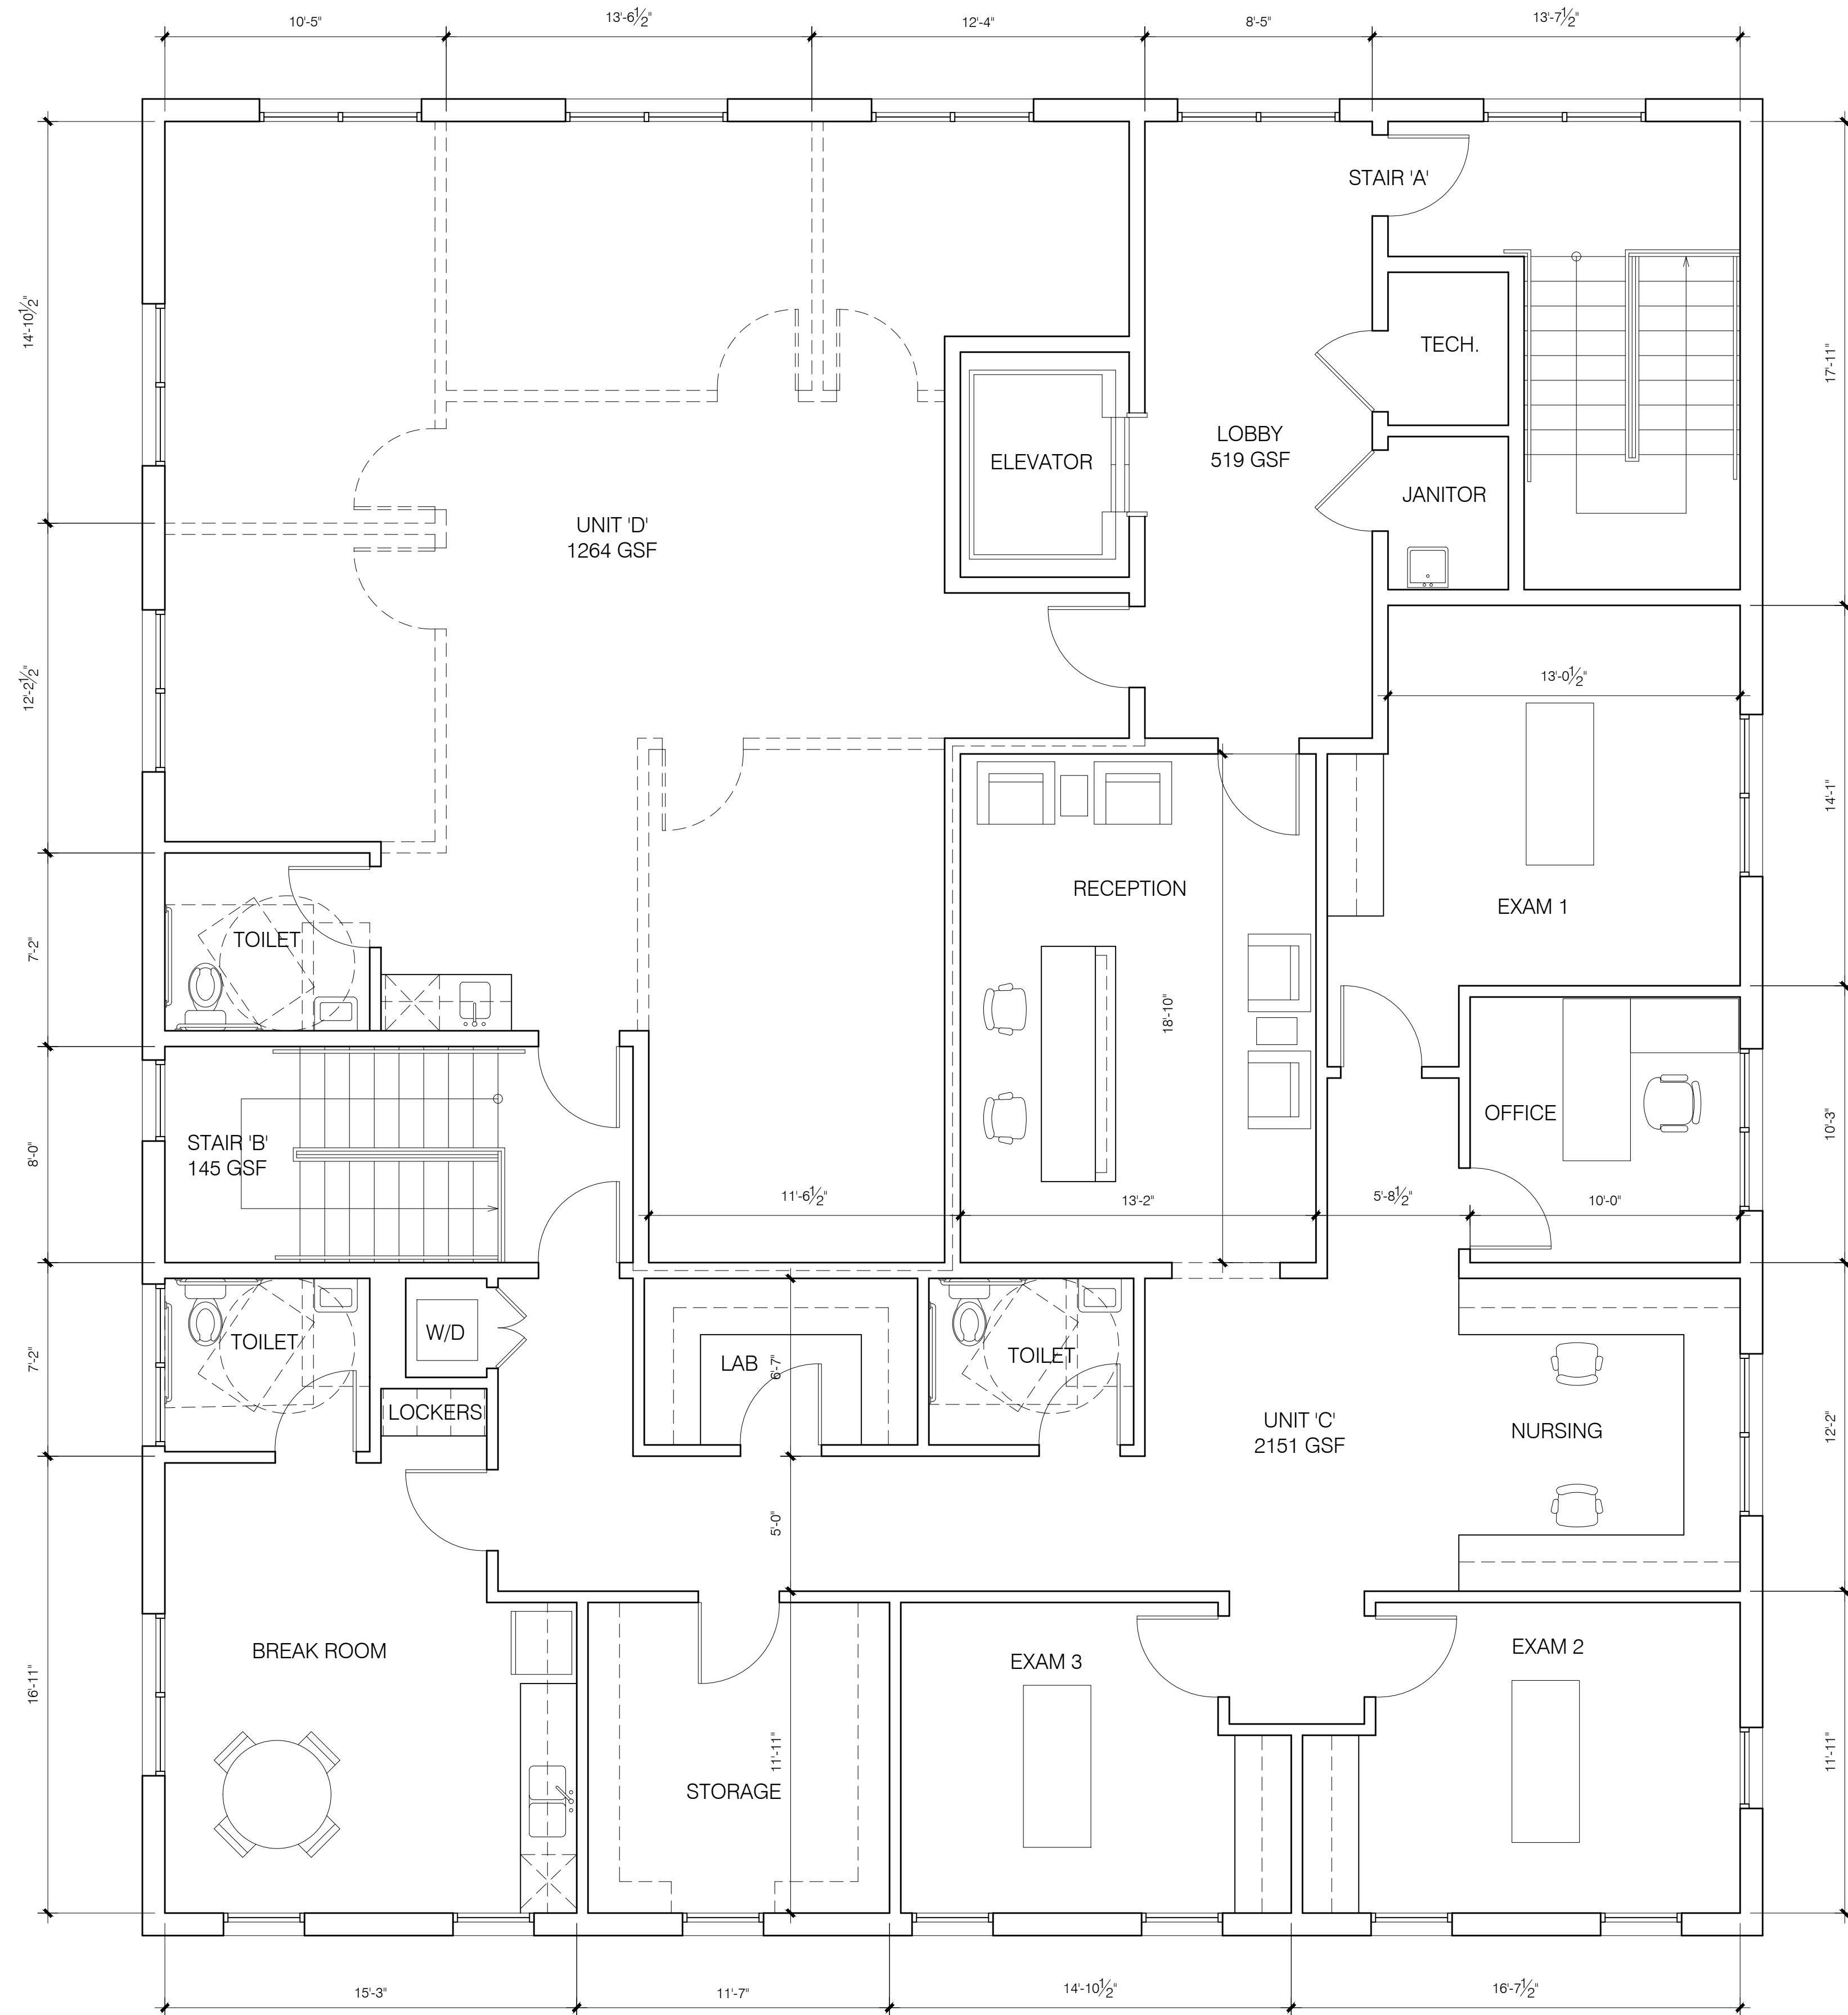 10'-5"
13'-6½"
12'-4"
8'-5"
13'-7½"
STAIR 'A'
14'-10½"
TECH.
17'-11"
LOBBY
519 GSF
ELEVATOR
JANITOR
UNIT 'D'
1264 GSF
12'-2½"
13'-0½"
14'-1"
RECEPTION
EXAM 1
TOILET
7'-2"
18'-10"
OFFICE
10'-3"
STAIR 'B'
145 GSF
8'-0"
11'-6½"
13'-2"
5'-8½"
10'-0"
TOILET
W/D
LAB
6'-7"
TOILET
7'-2"
LOCKERS
UNIT 'C'
2151 GSF
NURSING
12'-2"
5'-0"
BREAK ROOM
EXAM 3
EXAM 2
16'-11"
11'-11"
STORAGE
11'-11"
15'-3"
11'-7"
14'-10½"
16'-7½"